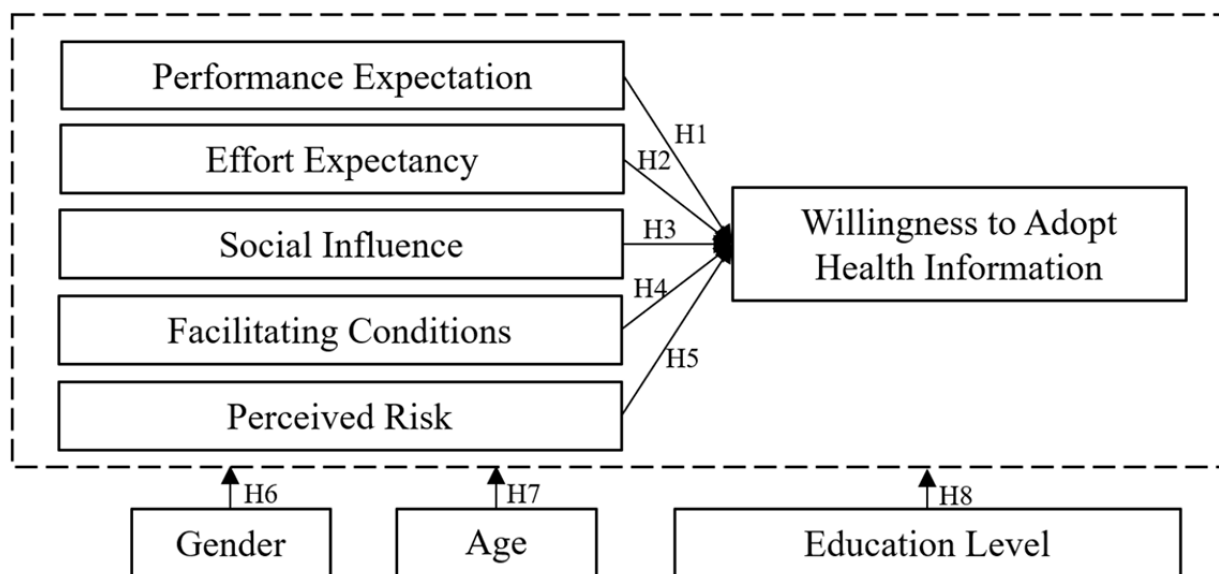 Performance Expectation
H1
Effort Expectancy
H2
Social Influence
H3
Willingness to Adopt
Health Information
Facilitating Conditions
H4
Perceived Risk
H5
H6
H7
H8
Gender
Age
Education Level